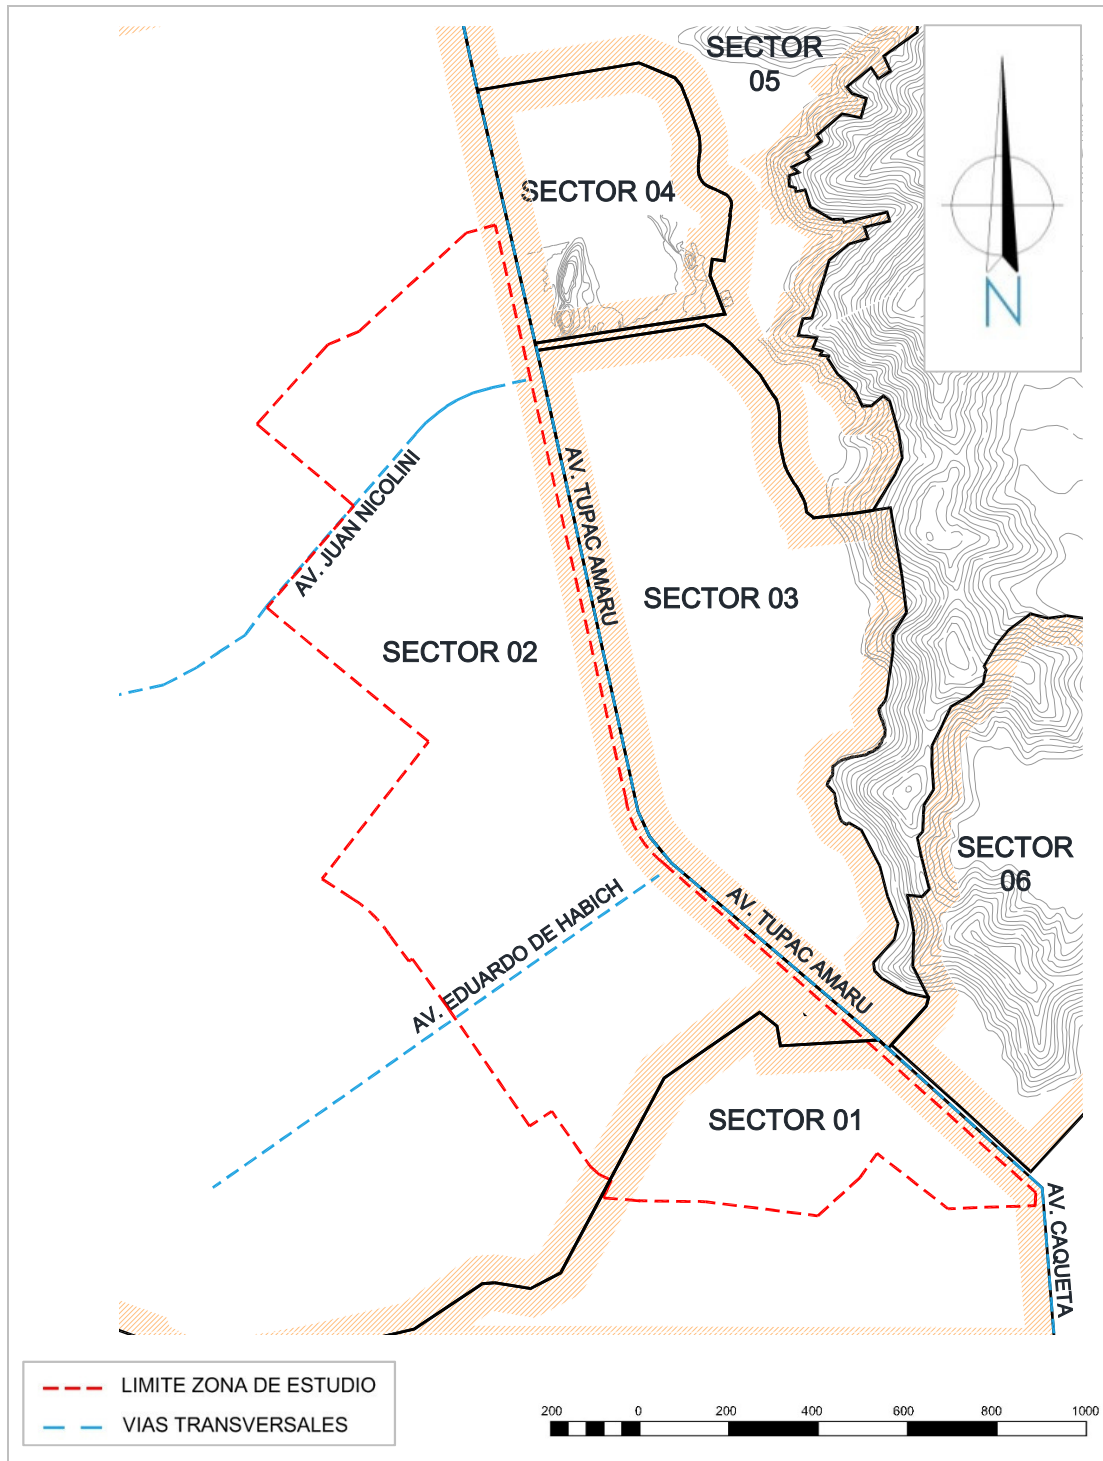 SECTOR
05
SECTOR 04
N
AV. TUPAC AMARU
AV. JUAN NICOLINI
SECTOR 03
SECTOR 02
SECTOR
06
AV. EDUARDO DE HABICH
AV. TUPAC AMARU
SECTOR 01
AV. CAQUETA
LIMITE ZONA DE ESTUDIO
VIAS TRANSVERSALES
200 0 200 400 600 800 1000